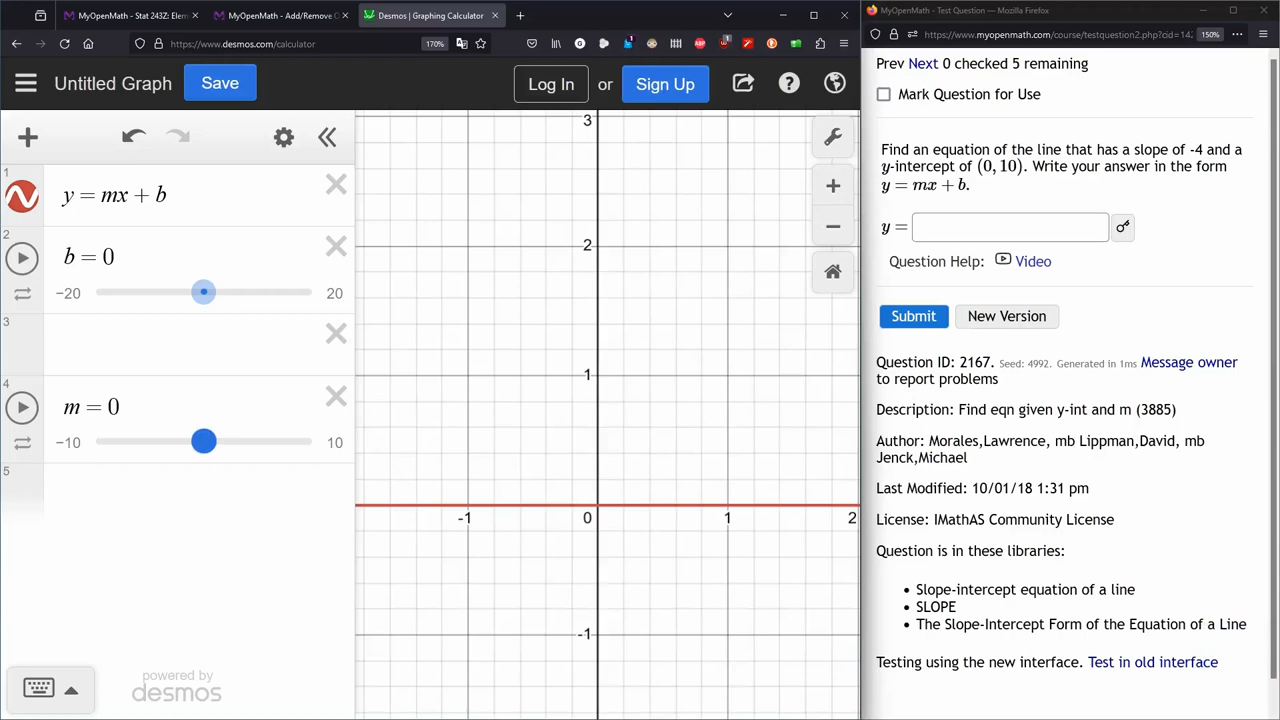 MyOpenMath - Stat 243Z: Elem
MyOpenMath - Add/Remove Q
Desmos | Graphing Calculator
https://www.desmos.com/calculator
170%
Untitled Graph
Save
Log In
or
Sign Up
1
y = mx + b
2
b = 0
−20
20
3
4
m = 0
−10
10
5
powered by
desmos
3
2
1
-1
0
1
2
-1
MyOpenMath - Test Question — Mozilla Firefox
https://www.myopenmath.com/course/testquestion2.php?cid=14
150%
Prev Next 0 checked 5 remaining
Mark Question for Use
Find an equation of the line that has a slope of -4 and a
y-intercept of (0, 10). Write your answer in the form
y = mx + b.
y =
Question Help: Video
Submit
New Version
Question ID: 2167. Seed: 4992. Generated in 1ms Message owner
to report problems
Description: Find eqn given y-int and m (3885)
Author: Morales,Lawrence, mb Lippman,David, mb
Jenck,Michael
Last Modified: 10/01/18 1:31 pm
License: IMathAS Community License
Question is in these libraries:
• Slope-intercept equation of a line
• SLOPE
• The Slope-Intercept Form of the Equation of a Line
Testing using the new interface. Test in old interface